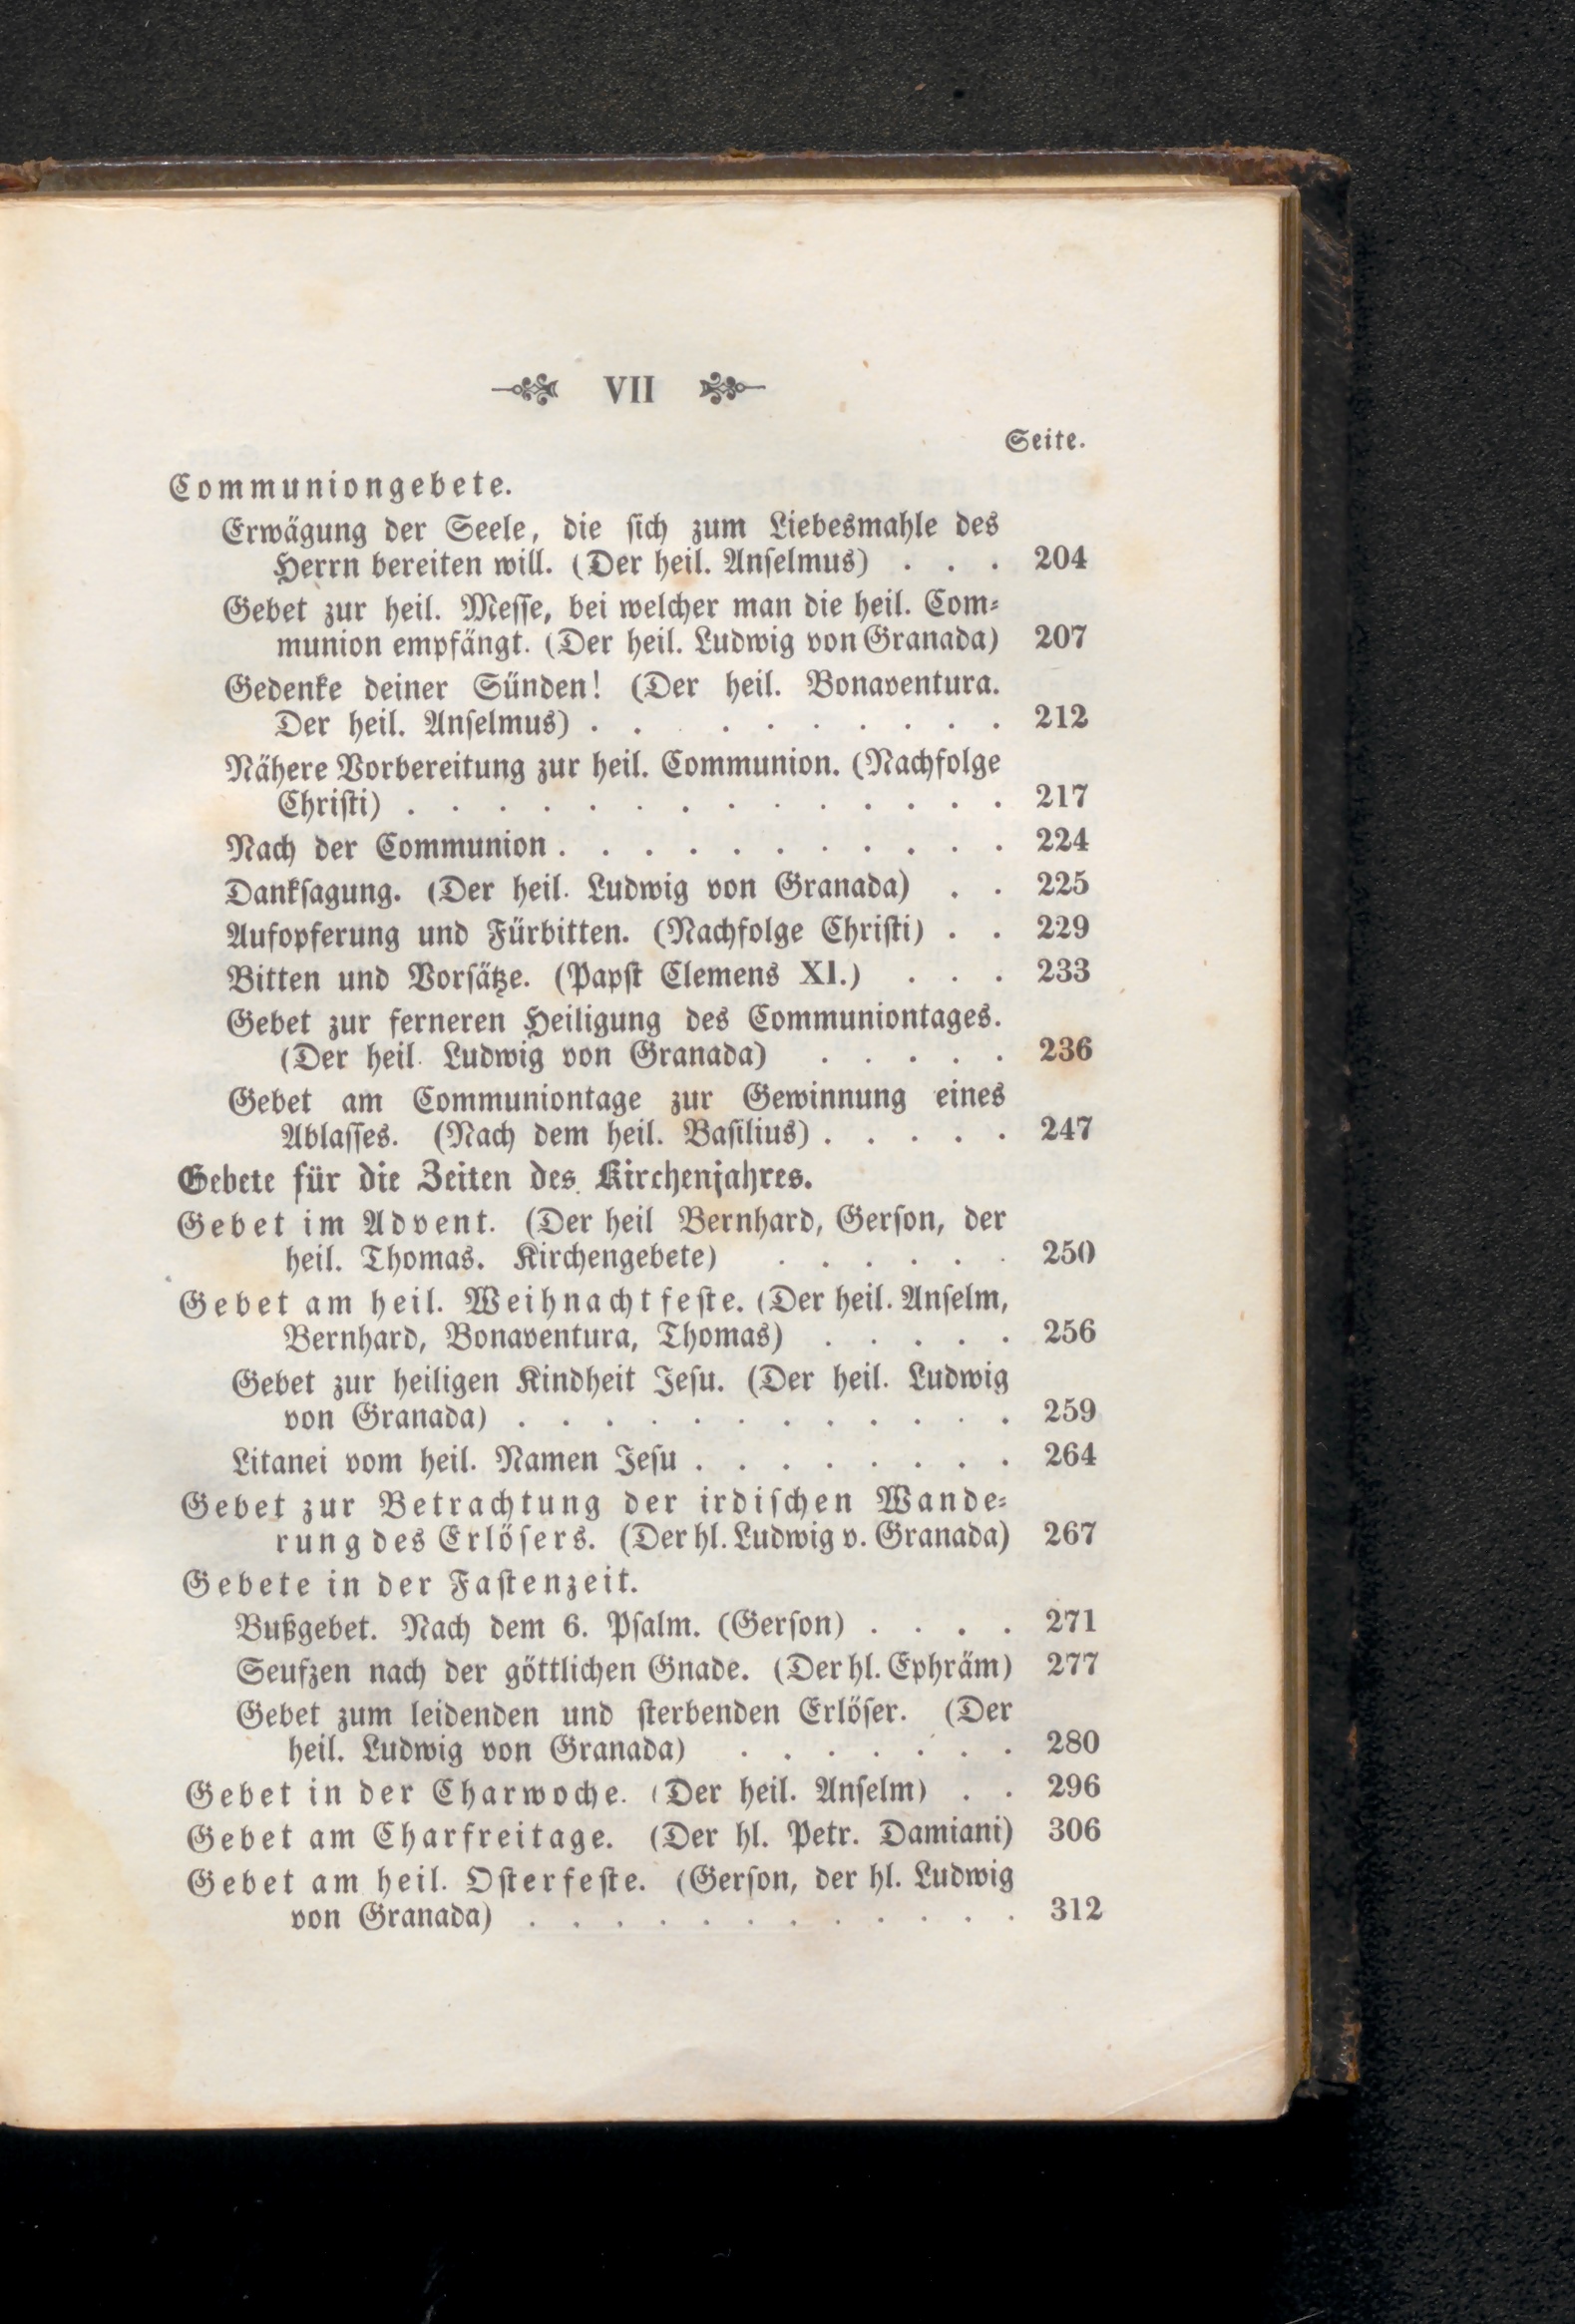 VII
Seite.
Communiongebete.
Erwägung der Seele, die ſich zum Liebesmahle des
Herrn bereiten will. (Der heil. Anſelmus) . . . 204
Gebet zur heil. Meſſe, bei welcher man die heil. Com-
munion empfängt. (Der heil. Ludwig von Granada) 207
Gedenke deiner Sünden! (Der heil. Bonaventura.
Der heil. Anſelmus) . . . . . . . . . 212
Nähere Vorbereitung zur heil. Communion. (Nachfolge
Chriſti) . . . . . . . . . . . . . . 217
Nach der Communion . . . . . . . . . . . 224
Dankſagung. (Der heil. Ludwig von Granada) . . 225
Aufopferung und Fürbitten. (Nachfolge Chriſti) . . 229
Bitten und Vorſätze. (Papſt Clemens XI.) . . . 233
Gebet zur ferneren Heiligung des Communiontages.
(Der heil. Ludwig von Granada) . . . . . 236
Gebet am Communiontage zur Gewinnung eines
Ablaſſes. (Nach dem heil. Baſilius) . . . . . 247
Gebete für die Zeiten des Kirchenjahres.
Gebet im Advent. (Der heil Bernhard, Gerſon, der
heil. Thomas. Kirchengebete) . . . . . . 250
Gebet am heil. Weihnachtfeſte. (Der heil. Anſelm,
Bernhard, Bonaventura, Thomas) . . . . . 256
Gebet zur heiligen Kindheit Jeſu. (Der heil. Ludwig
von Granada) . . . . . . . . . . . . 259
Litanei vom heil. Namen Jeſu . . . . . . . . 264
Gebet zur Betrachtung der irdiſchen Wande-
rung des Erlöſers. (Der hl. Ludwig v. Granada) 267
Gebete in der Faſtenzeit.
Bußgebet. Nach dem 6. Pſalm. (Gerſon) . . . . 271
Seufzen nach der göttlichen Gnade. (Der hl. Ephräm) 277
Gebet zum leidenden und ſterbenden Erlöſer. (Der
heil. Ludwig von Granada) . . . . . . . 280
Gebet in der Charwoche. (Der heil. Anſelm) . . 296
Gebet am Charfreitage. (Der hl. Petr. Damiani) 306
Gebet am heil. Oſterfeſte. (Gerſon, der hl. Ludwig
von Granada) . . . . . . . . . . . . 312